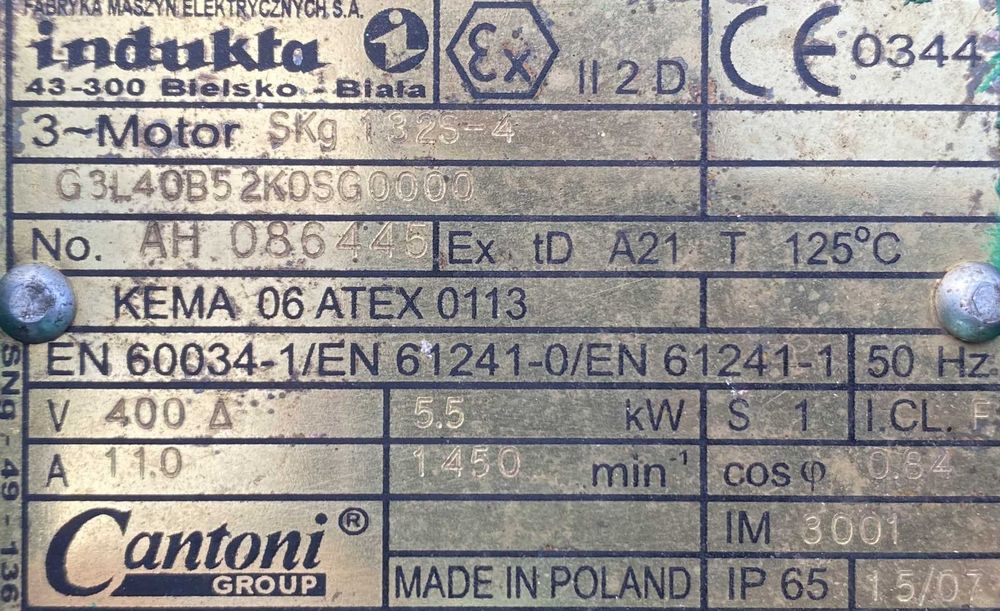 FABRYKA MASZYN ELEKTRYCZNYCH S.A.
indukta i
43-300 Bielsko - Biała
Ex II 2 D CE 0344
3~Motor SKg 132S-4
G3L40B52K0SG0000
No. AH 086445 Ex tD A21 T 125°C
KEMA 06 ATEX 0113
EN 60034-1/EN 61241-0/EN 61241-1 50 Hz
V 400 Δ 5.5 kW S 1 I.CL. F
A 11.0 1450 min⁻¹ cos φ 0.84
IM 3001
Cantoni®
GROUP
MADE IN POLAND IP 65 15/07
SNg - 49 - 136